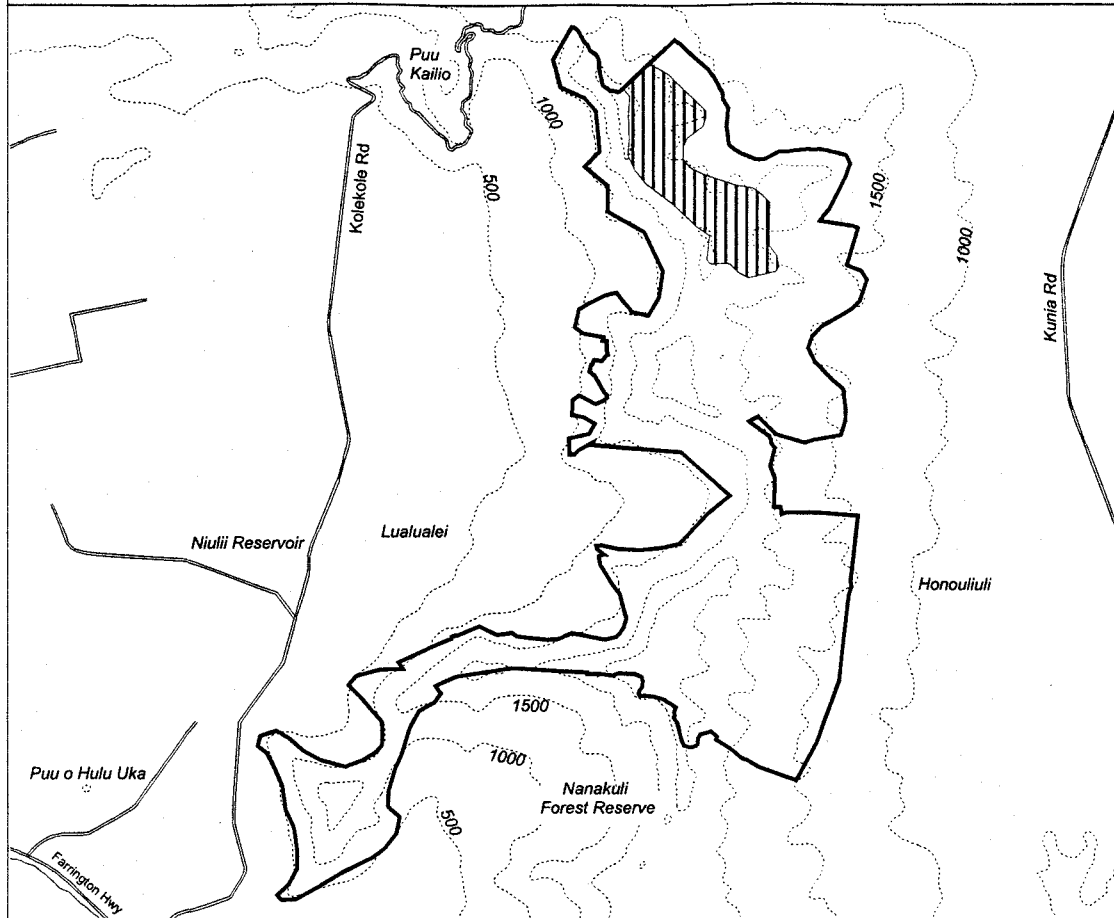 Puu
Kailio
1000
500
Kolekole Rd
1500
1000
Kunia Rd
Niulii Reservoir
Lualualei
Honouliuli
1500
1000
Puu o Hulu Uka
Nanakuli
Forest Reserve
500
Farrington Hwy